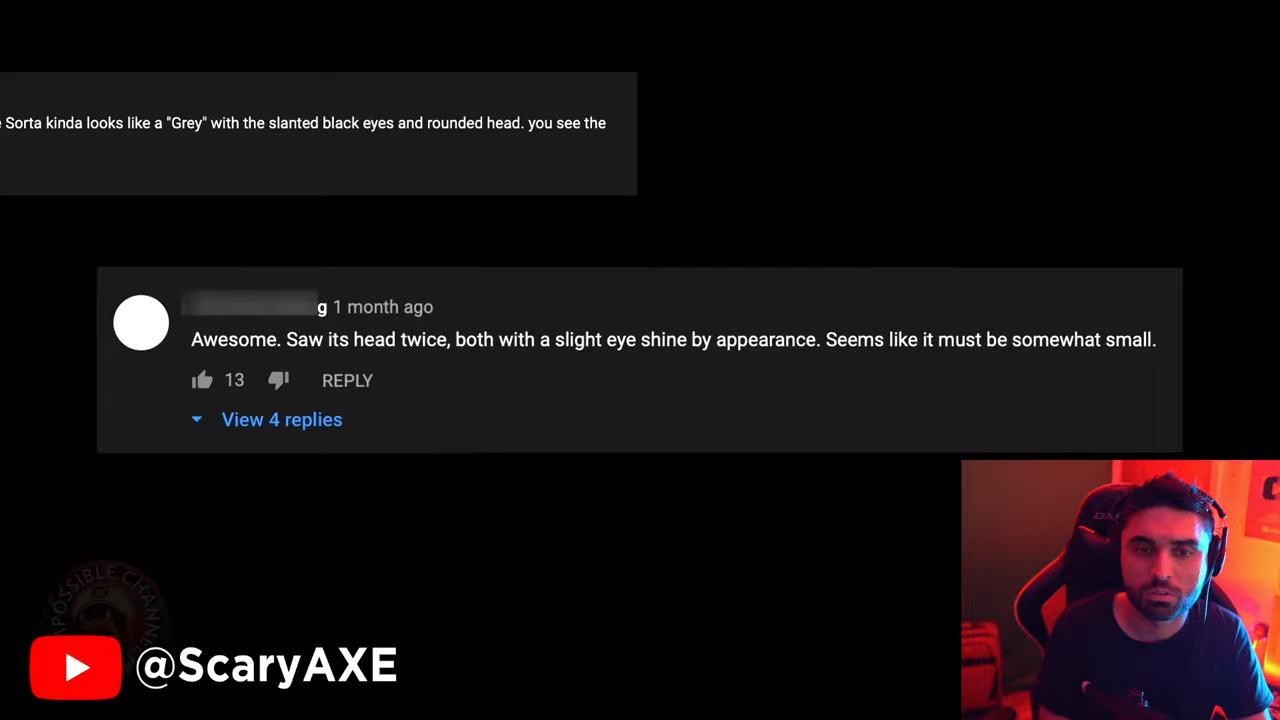 Sorta kinda looks like a "Grey" with the slanted black eyes and rounded head. you see the
g 1 month ago
Awesome. Saw its head twice, both with a slight eye shine by appearance. Seems like it must be somewhat small.
13 REPLY
View 4 replies
POSSIBLE CHANNE
@ScaryAXE